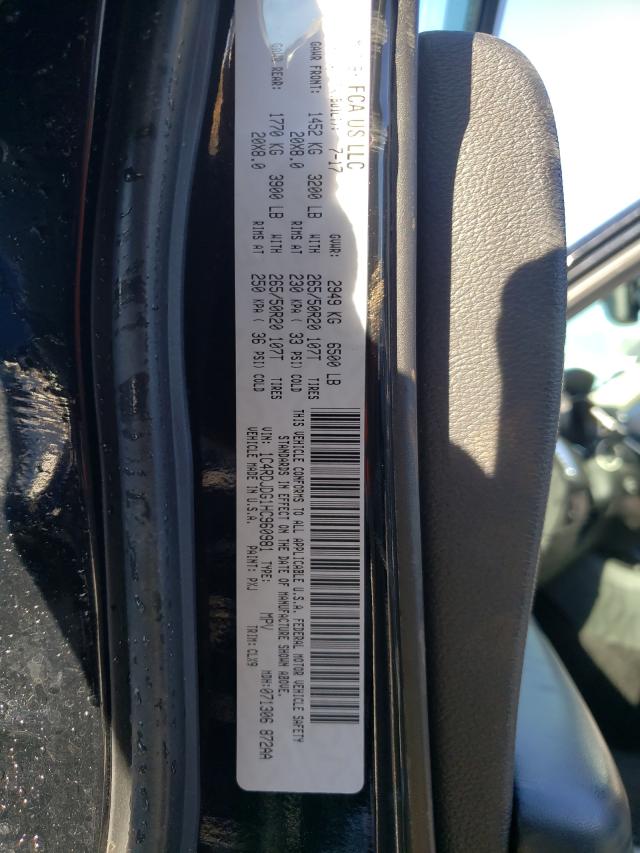 FCA US LLC
7-17 GVWR: 2949 KG 6500 LB
GAWR FRONT: 1452 KG 3200 LB WITH 265/50R20 107T TIRES
20X8.0 RIMS AT 230 KPA ( 33 PSI) COLD
GAWR REAR: 1770 KG 3900 LB WITH 265/50R20 107T TIRES
20X8.0 RIMS AT 250 KPA ( 36 PSI) COLD
THIS VEHICLE CONFORMS TO ALL APPLICABLE U.S.A. FEDERAL MOTOR VEHICLE SAFETY
STANDARDS IN EFFECT ON THE DATE OF MANUFACTURE SHOWN ABOVE.
VIN: 1C4RDJDG1HC960981 TYPE: MPV MDH:071306 872AA
VEHICLE MADE IN U.S.A. PAINT: PXJ TRIM: CLX9